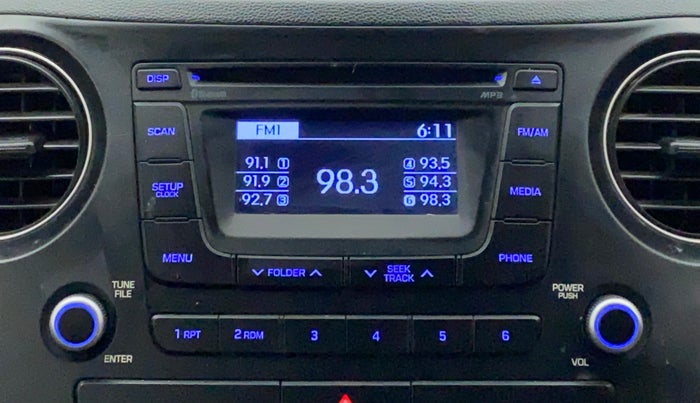 DISP
Bluetooth
MP3
SCAN
FM1 6:11
FM/AM
91.1 1
4 93.5
91.9 2
98.3
5 94.3
92.7 3
6 98.3
SETUP
CLOCK
MEDIA
MENU
FOLDER
SEEK
TRACK
PHONE
TUNE
FILE
POWER
PUSH
1 RPT
2 RDM
3
4
5
6
ENTER
VOL